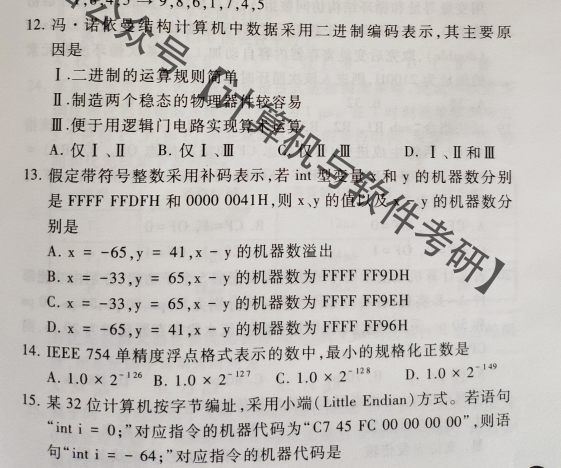 → 9,8,6,1,7,4,5
12. 冯·诺依曼结构计算机中数据采用二进制编码表示,其主要原
因是
Ⅰ.二进制的运算规则简单
Ⅱ.制造两个稳态的物理器件较容易
Ⅲ.便于用逻辑门电路实现算术运算
A. 仅Ⅰ、Ⅱ B. 仅Ⅰ、Ⅲ C. 仅Ⅱ、Ⅲ D. Ⅰ、Ⅱ和Ⅲ
13. 假定带符号整数采用补码表示,若 int 型变量 x 和 y 的机器数分别
是 FFFF FFDFH 和 0000 0041H,则 x、y 的值以及 x - y 的机器数分
别是
A. x = -65,y = 41,x - y 的机器数溢出
B. x = -33,y = 65,x - y 的机器数为 FFFF FF9DH
C. x = -33,y = 65,x - y 的机器数为 FFFF FF9EH
D. x = -65,y = 41,x - y 的机器数为 FFFF FF96H
14. IEEE 754 单精度浮点格式表示的数中,最小的规格化正数是
A. 1.0 × 2⁻¹²⁶ B. 1.0 × 2⁻¹²⁷ C. 1.0 × 2⁻¹²⁸ D. 1.0 × 2⁻¹⁴⁹
15. 某 32 位计算机按字节编址,采用小端(Little Endian)方式。若语句
“int i = 0;”对应指令的机器代码为“C7 45 FC 00 00 00 00”,则语
句“int i = - 64;”对应指令的机器代码是
公众号【计算机与软件考研】